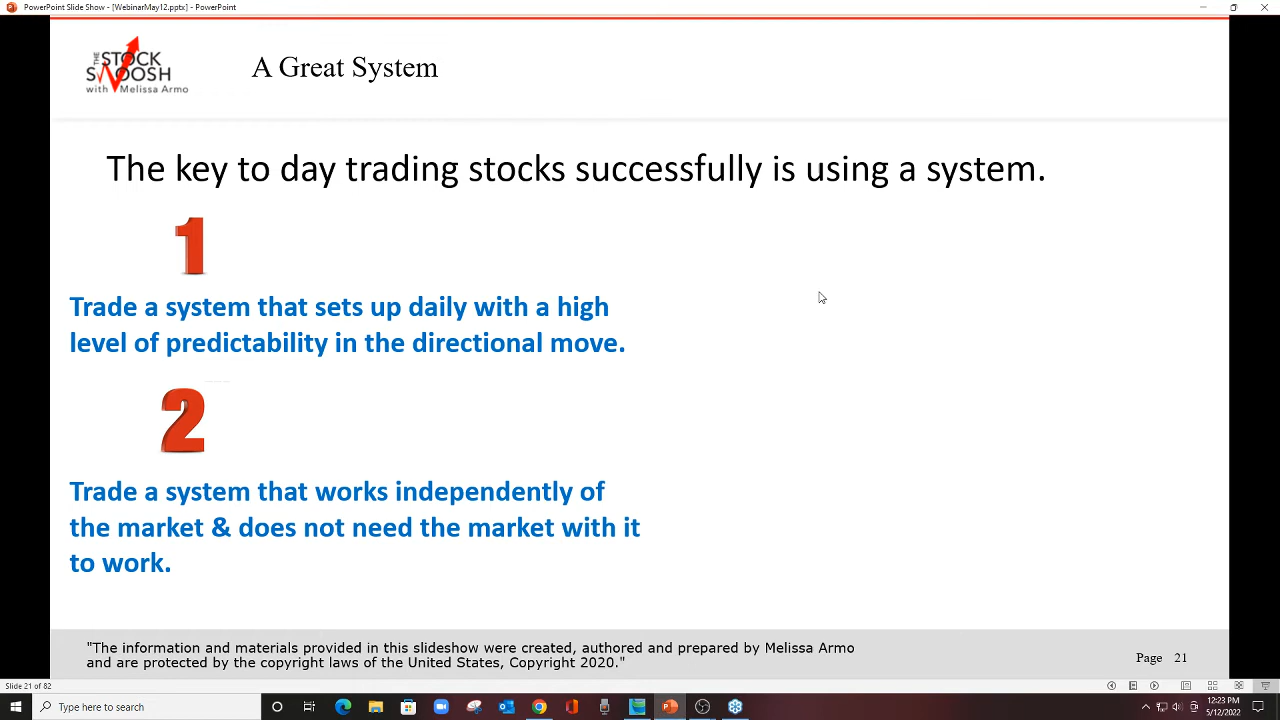 PowerPoint Slide Show - [WebinarMay12.pptx] - PowerPoint
THE
STOCK
SWOOSH
with Melissa Armo
A Great System
The key to day trading stocks successfully is using a system.
1
Trade a system that sets up daily with a high
level of predictability in the directional move.
2
Trade a system that works independently of
the market & does not need the market with it
to work.
"The information and materials provided in this slideshow were created, authored and prepared by Melissa Armo
and are protected by the copyright laws of the United States, Copyright 2020."
Page 21
Slide 21 of 82
Type here to search
12:23 PM
5/12/2022